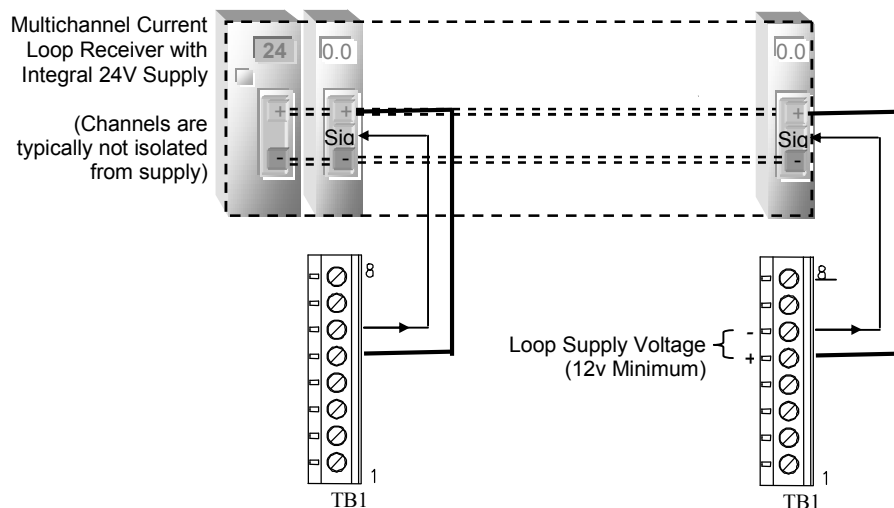 Multichannel Current
Loop Receiver with
Integral 24V Supply
(Channels are
typically not isolated
from supply)
24
0.0
0.0
+
+
+
Sig
Sig
-
-
-
8
8
Loop Supply Voltage
(12v Minimum)
-
+
1
1
TB1
TB1